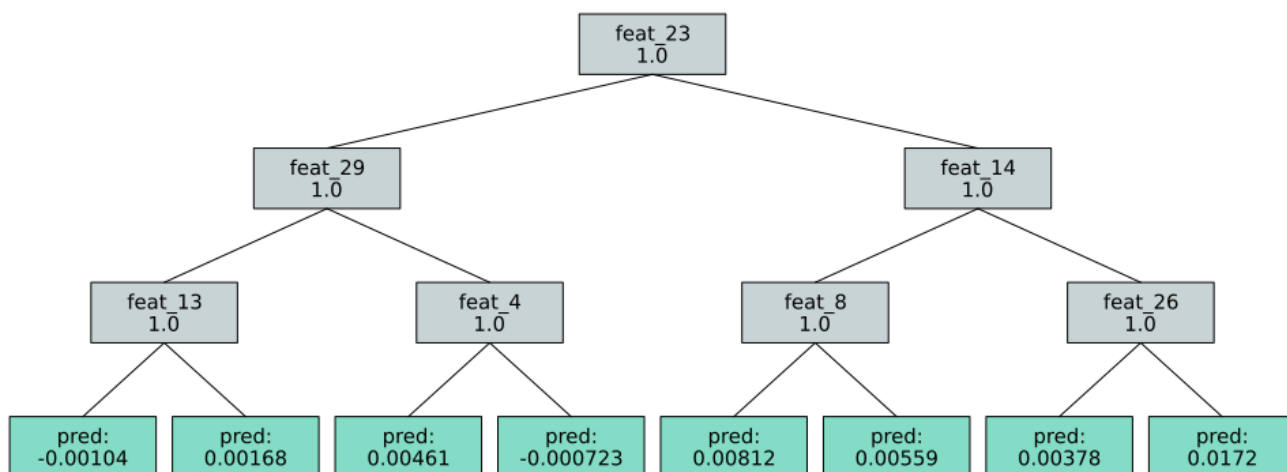 feat_23
1.0
feat_29
1.0
feat_14
1.0
feat_13
1.0
feat_4
1.0
feat_8
1.0
feat_26
1.0
pred:
-0.00104
pred:
0.00168
pred:
0.00461
pred:
-0.000723
pred:
0.00812
pred:
0.00559
pred:
0.00378
pred:
0.0172